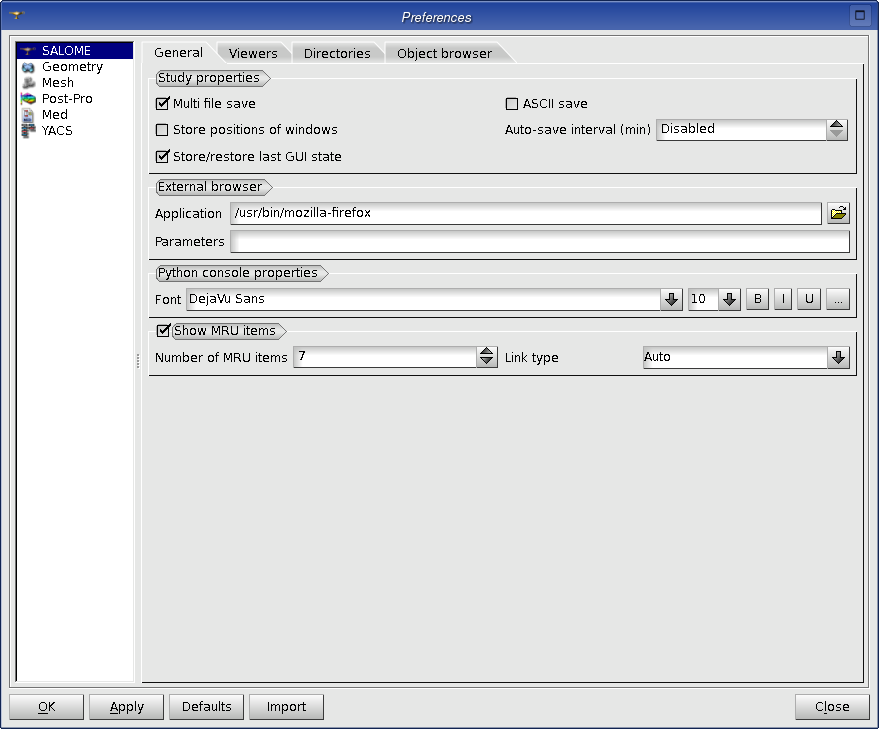 Preferences
SALOME
Geometry
Mesh
Post-Pro
Med
YACS
General Viewers Directories Object browser
Study properties
Multi file save ASCII save
Store positions of windows Auto-save interval (min) Disabled
Store/restore last GUI state
External browser
Application /usr/bin/mozilla-firefox
Parameters
Python console properties
Font DejaVu Sans 10 B I U ...
Show MRU items
Number of MRU items 7 Link type Auto
OK Apply Defaults Import Close